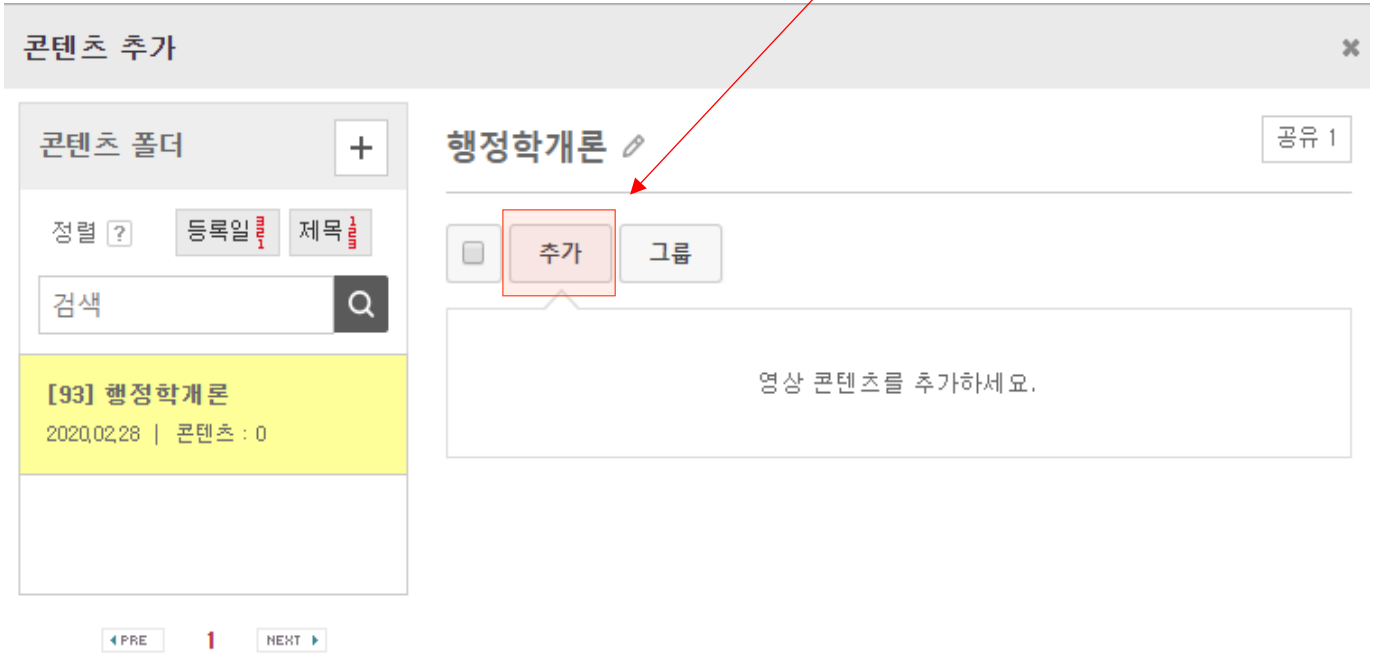 콘텐츠 추가
콘텐츠 폴더
+
정렬 ?
등록일 321
제목 123
검색
[93] 행정학개론
2020,02,28 | 콘텐츠 : 0
◀ PRE 1 NEXT ▶
행정학개론
공유 1
추가
그룹
영상 콘텐츠를 추가하세요.